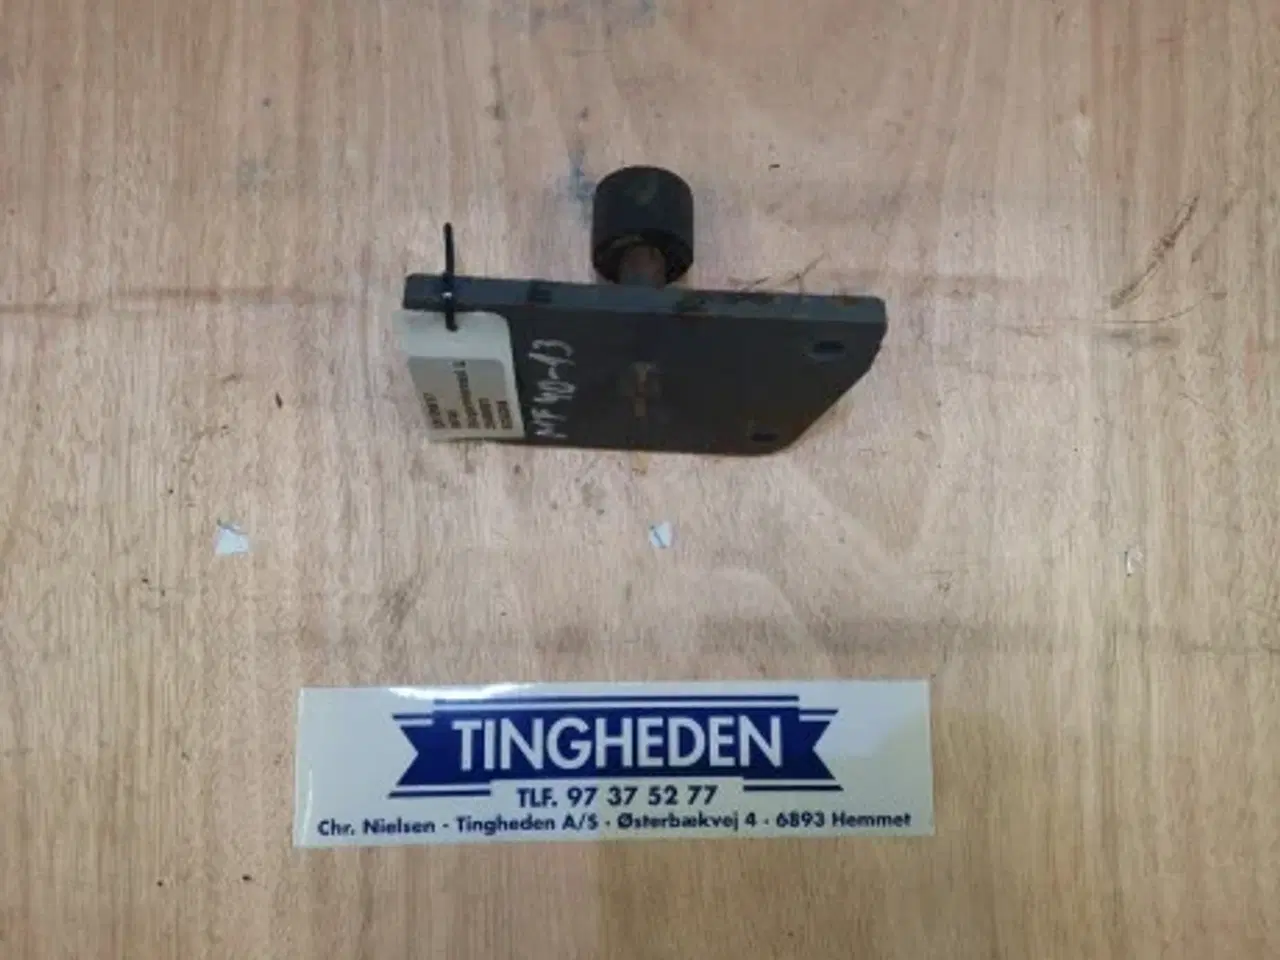 MF 40-13
TINGHEDEN
TLF. 97 37 52 77
Chr. Nielsen - Tingheden A/S - Østerbækvej 4 - 6893 Hemmet